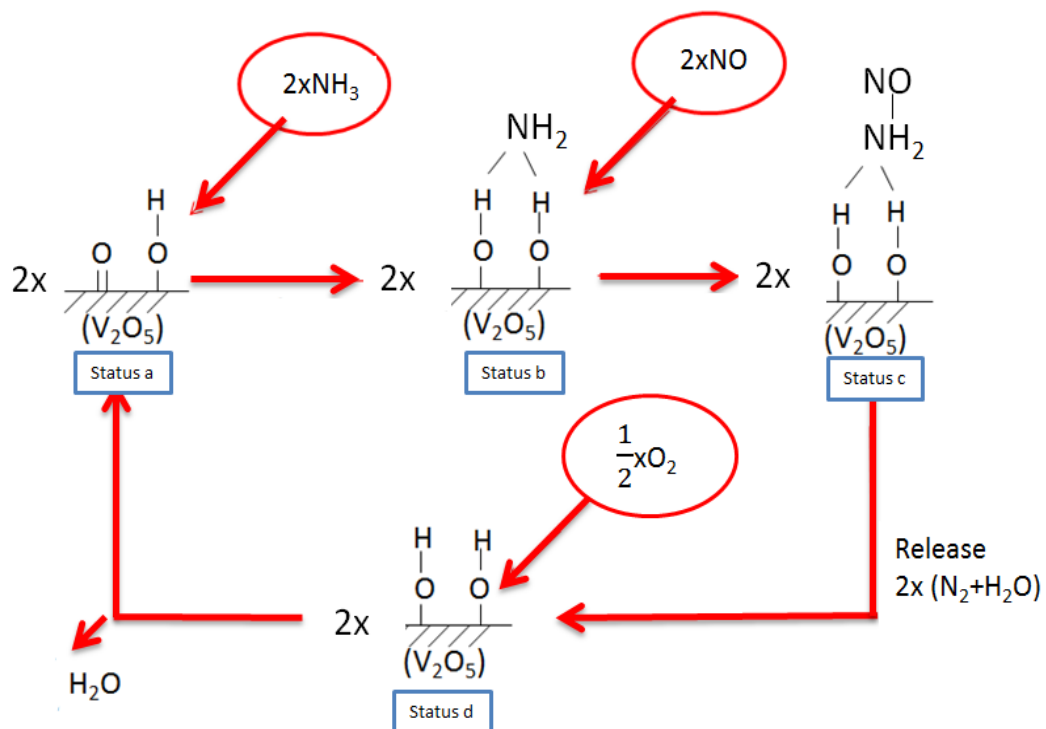 2xNH₃
2xNO
NO
NH₂
NH₂
H
H
H
H
H
O
O
O
O
O
O
2x
2x
2x
(V₂O₅)
(V₂O₅)
(V₂O₅)
Status a
Status b
Status c
1/2xO₂
H
H
O
O
Release
2x (N₂+H₂O)
2x
(V₂O₅)
H₂O
Status d